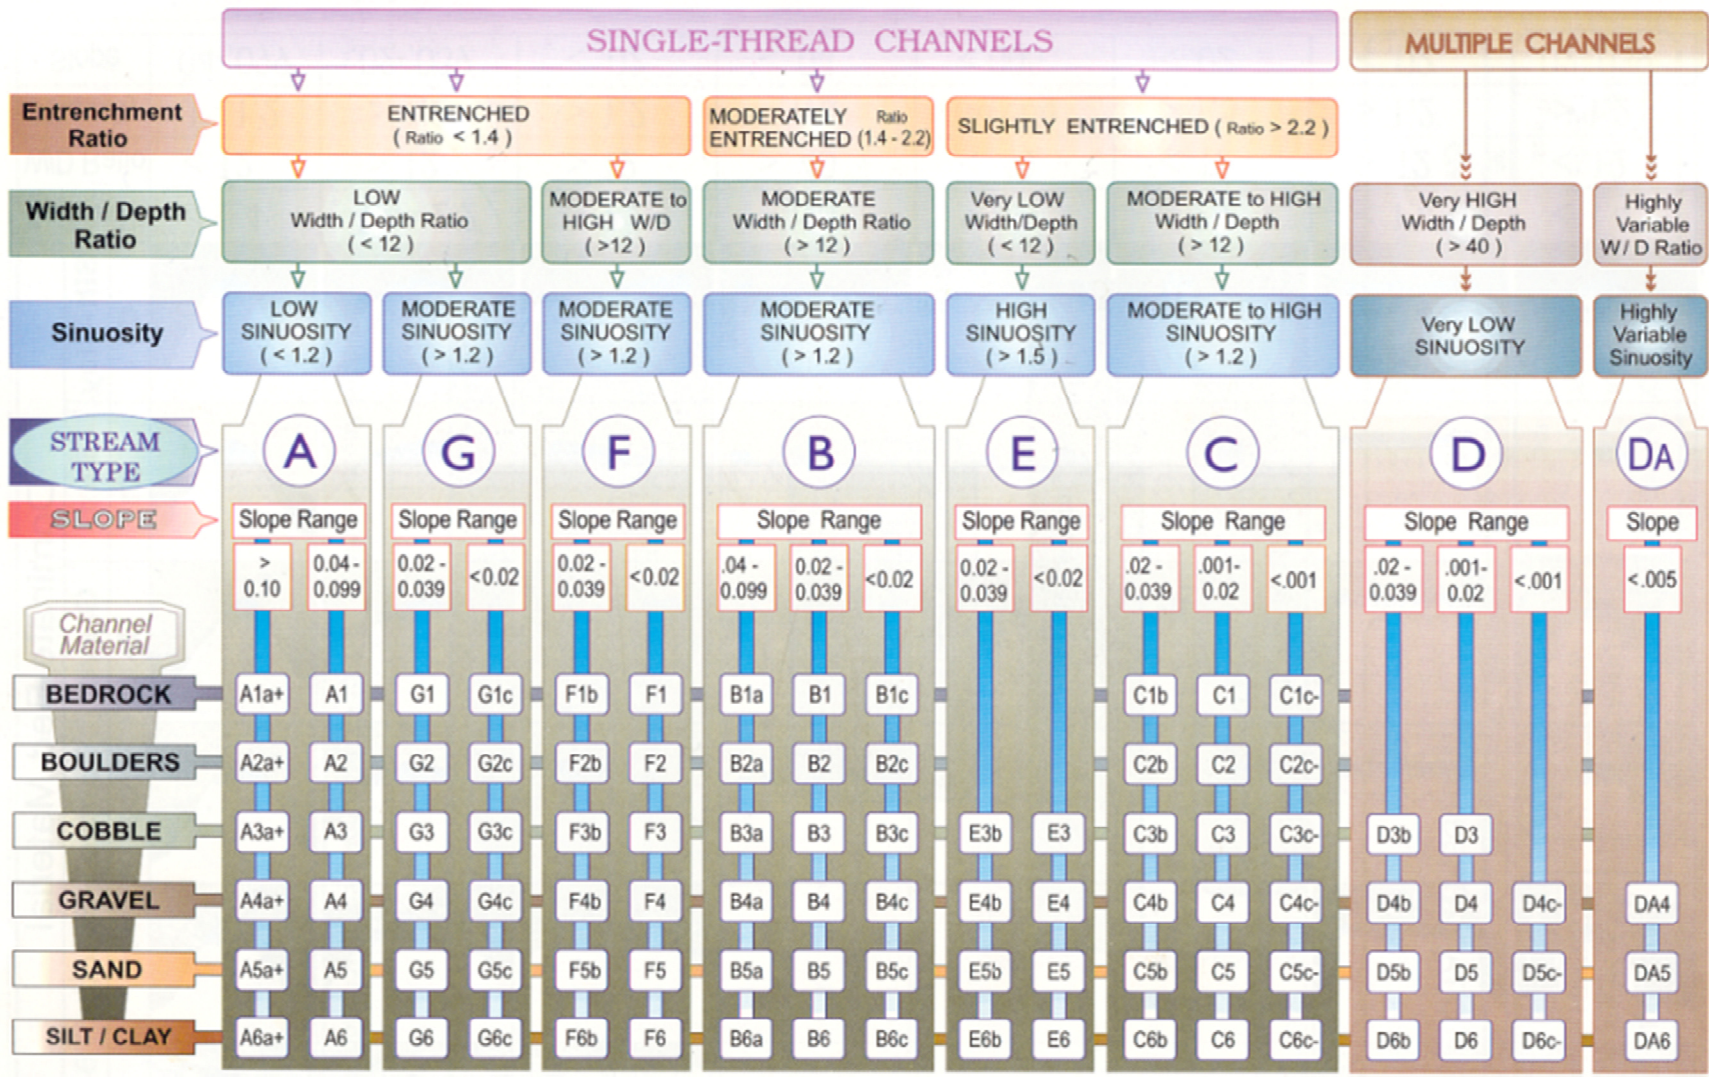 SINGLE-THREAD CHANNELS
MULTIPLE CHANNELS
Entrenchment
Ratio
ENTRENCHED
( Ratio < 1.4 )
MODERATELY Ratio
ENTRENCHED (1.4 - 2.2)
SLIGHTLY ENTRENCHED ( Ratio > 2.2 )
Width / Depth
Ratio
LOW
Width / Depth Ratio
( < 12 )
MODERATE to
HIGH W/D
( >12 )
MODERATE
Width / Depth Ratio
( > 12 )
Very LOW
Width/Depth
( < 12 )
MODERATE to HIGH
Width / Depth
( > 12 )
Very HIGH
Width / Depth
( > 40 )
Highly
Variable
W / D Ratio
Sinuosity
LOW
SINUOSITY
( < 1.2 )
MODERATE
SINUOSITY
( > 1.2 )
MODERATE
SINUOSITY
( > 1.2 )
MODERATE
SINUOSITY
( > 1.2 )
HIGH
SINUOSITY
( > 1.5 )
MODERATE to HIGH
SINUOSITY
( > 1.2 )
Very LOW
SINUOSITY
Highly
Variable
Sinuosity
STREAM
TYPE
A G F B E C D DA
SLOPE
Slope Range Slope Range Slope Range Slope Range Slope Range Slope Range Slope Range Slope
>
0.10
0.04 -
0.099
0.02 -
0.039
<0.02
0.02 -
0.039
<0.02
.04 -
0.099
0.02 -
0.039
<0.02
0.02 -
0.039
<0.02
.02 -
0.039
.001-
0.02
<.001
.02 -
0.039
.001-
0.02
<.001
<.005
Channel
Material
BEDROCK A1a+ A1 G1 G1c F1b F1 B1a B1 B1c C1b C1 C1c-
BOULDERS A2a+ A2 G2 G2c F2b F2 B2a B2 B2c C2b C2 C2c-
COBBLE A3a+ A3 G3 G3c F3b F3 B3a B3 B3c E3b E3 C3b C3 C3c- D3b D3
GRAVEL A4a+ A4 G4 G4c F4b F4 B4a B4 B4c E4b E4 C4b C4 C4c- D4b D4 D4c- DA4
SAND A5a+ A5 G5 G5c F5b F5 B5a B5 B5c E5b E5 C5b C5 C5c- D5b D5 D5c- DA5
SILT / CLAY A6a+ A6 G6 G6c F6b F6 B6a B6 B6c E6b E6 C6b C6 C6c- D6b D6 D6c- DA6